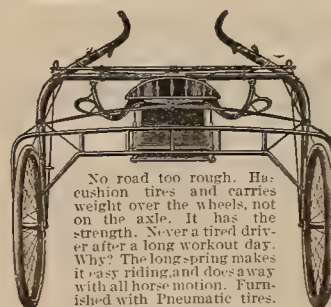 No road too rough. Has
cushion tires and carries
weight over the wheels, not
on the axle. It has the
strength. Never a tired driv-
er after a long workout day.
Why? The long spring makes
it easy riding, and does away
with all horse motion. Furn-
ished with Pneumatic tires.